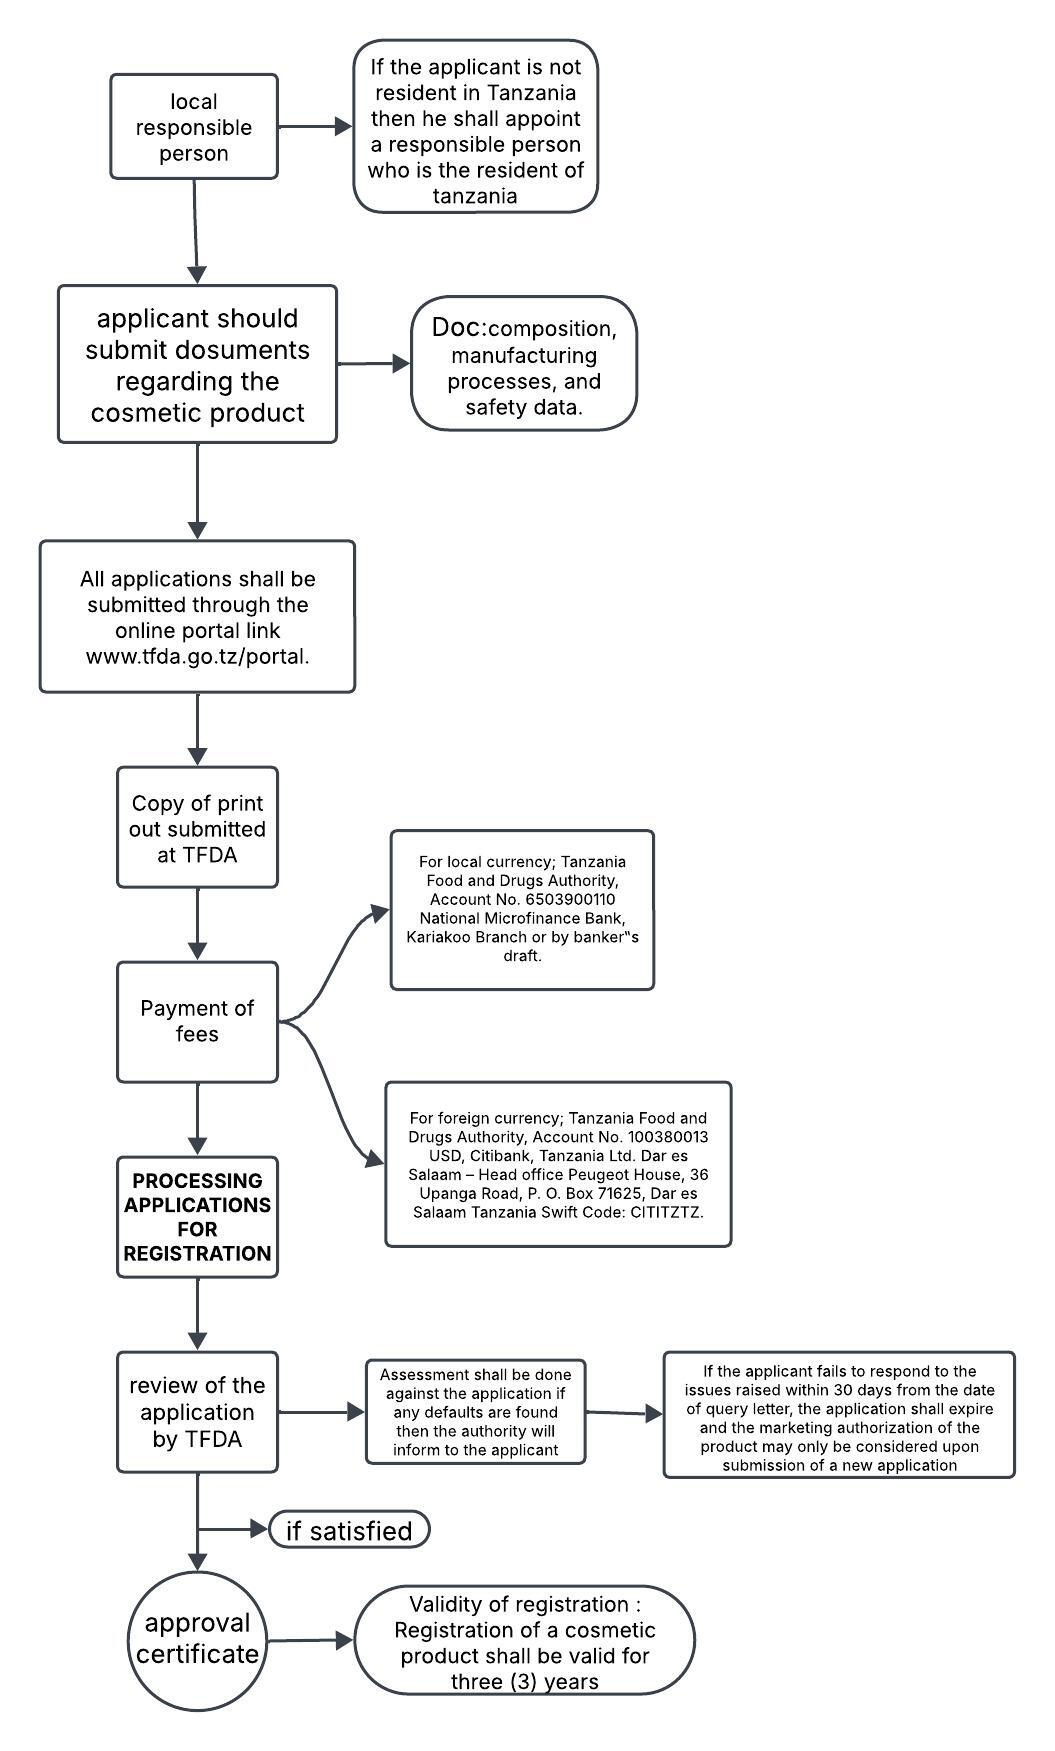 local
responsible
person
If the applicant is not
resident in Tanzania
then he shall appoint
a responsible person
who is the resident of
tanzania
applicant should
submit dosuments
regarding the
cosmetic product
Doc:composition,
manufacturing
processes, and
safety data.
All applications shall be
submitted through the
online portal link
www.tfda.go.tz/portal.
Copy of print
out submitted
at TFDA
For local currency; Tanzania
Food and Drugs Authority,
Account No. 6503900110
National Microfinance Bank,
Kariakoo Branch or by banker‟s
draft.
Payment of
fees
For foreign currency; Tanzania Food and
Drugs Authority, Account No. 100380013
USD, Citibank, Tanzania Ltd. Dar es
Salaam – Head office Peugeot House, 36
Upanga Road, P. O. Box 71625, Dar es
Salaam Tanzania Swift Code: CITITZTZ.
PROCESSING
APPLICATIONS
FOR
REGISTRATION
review of the
application
by TFDA
Assessment shall be done
against the application if
any defaults are found
then the authority will
inform to the applicant
If the applicant fails to respond to the
issues raised within 30 days from the date
of query letter, the application shall expire
and the marketing authorization of the
product may only be considered upon
submission of a new application
if satisfied
approval
certificate
Validity of registration :
Registration of a cosmetic
product shall be valid for
three (3) years